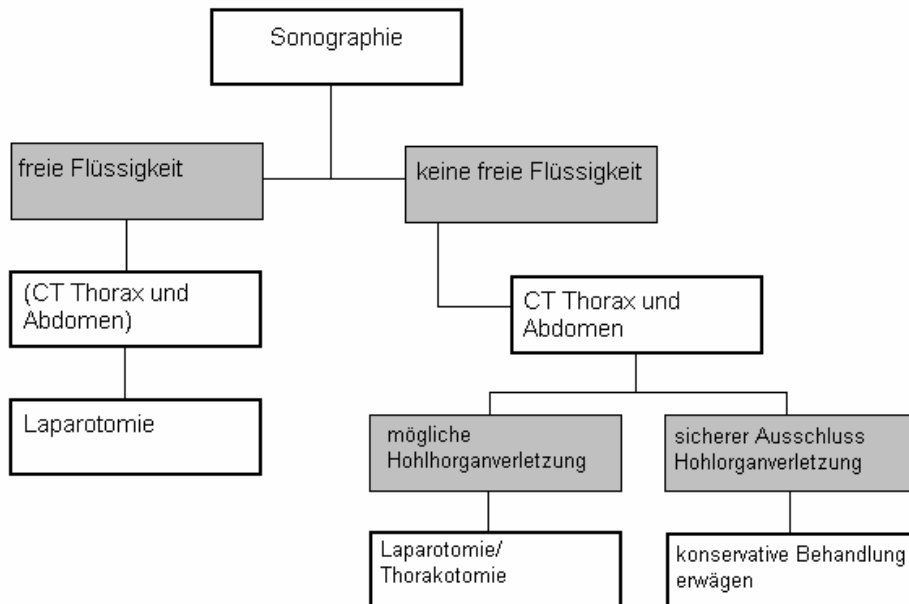 Sonographie
freie Flüssigkeit
keine freie Flüssigkeit
(CT Thorax und
Abdomen)
CT Thorax und
Abdomen
Laparotomie
mögliche
Hohlhorganverletzung
sicherer Ausschluss
Hohlorganverletzung
Laparotomie/
Thorakotomie
konservative Behandlung
erwägen